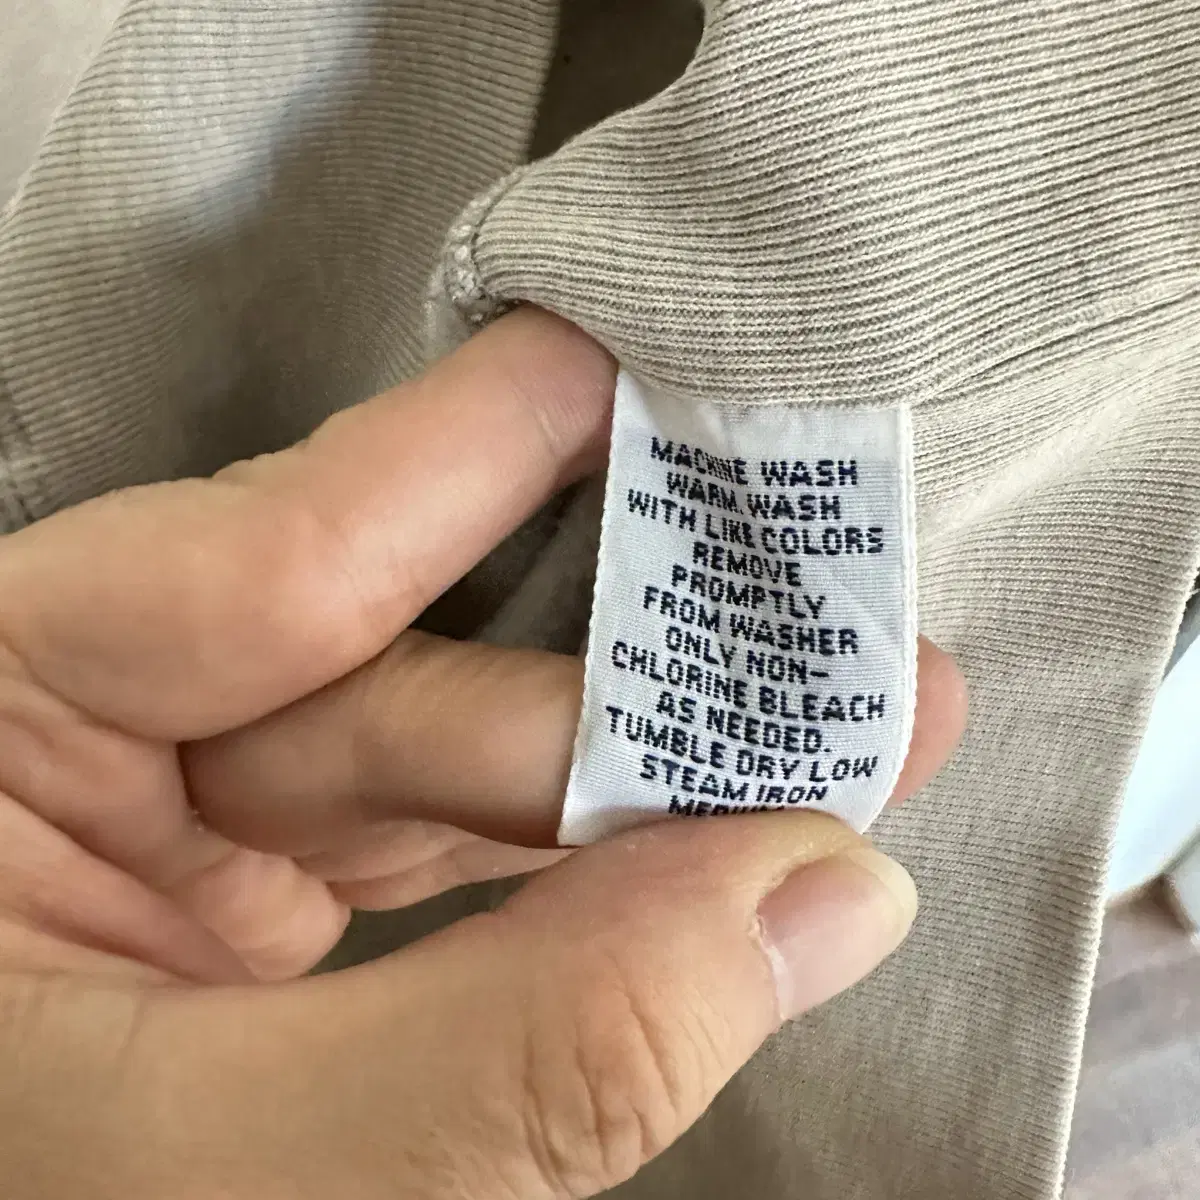 MACHINE WASH
WARM. WASH
WITH LIKE COLORS
REMOVE
PROMPTLY
FROM WASHER
ONLY NON-
CHLORINE BLEACH
AS NEEDED.
TUMBLE DRY LOW
STEAM IRON